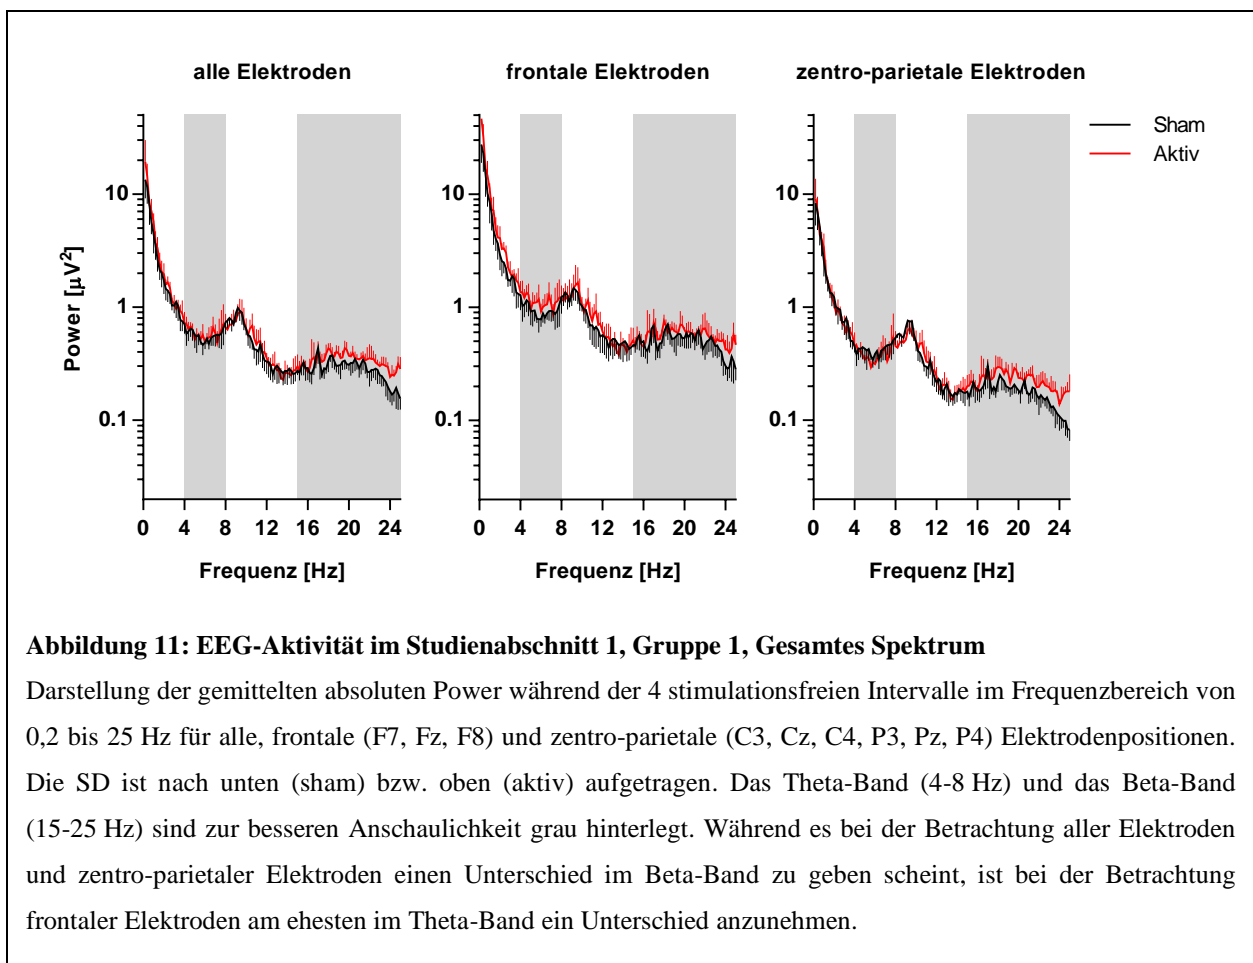 alle Elektroden
frontale Elektroden
zentro-parietale Elektroden
Sham
Aktiv
Power [µV²]
10
1
0.1
0 4 8 12 16 20 24
Frequenz [Hz]
10
1
0.1
0 4 8 12 16 20 24
Frequenz [Hz]
10
1
0.1
0 4 8 12 16 20 24
Frequenz [Hz]
Abbildung 11: EEG-Aktivität im Studienabschnitt 1, Gruppe 1, Gesamtes Spektrum
Darstellung der gemittelten absoluten Power während der 4 stimulationsfreien Intervalle im Frequenzbereich von
0,2 bis 25 Hz für alle, frontale (F7, Fz, F8) und zentro-parietale (C3, Cz, C4, P3, Pz, P4) Elektrodenpositionen.
Die SD ist nach unten (sham) bzw. oben (aktiv) aufgetragen. Das Theta-Band (4-8 Hz) und das Beta-Band
(15-25 Hz) sind zur besseren Anschaulichkeit grau hinterlegt. Während es bei der Betrachtung aller Elektroden
und zentro-parietaler Elektroden einen Unterschied im Beta-Band zu geben scheint, ist bei der Betrachtung
frontaler Elektroden am ehesten im Theta-Band ein Unterschied anzunehmen.